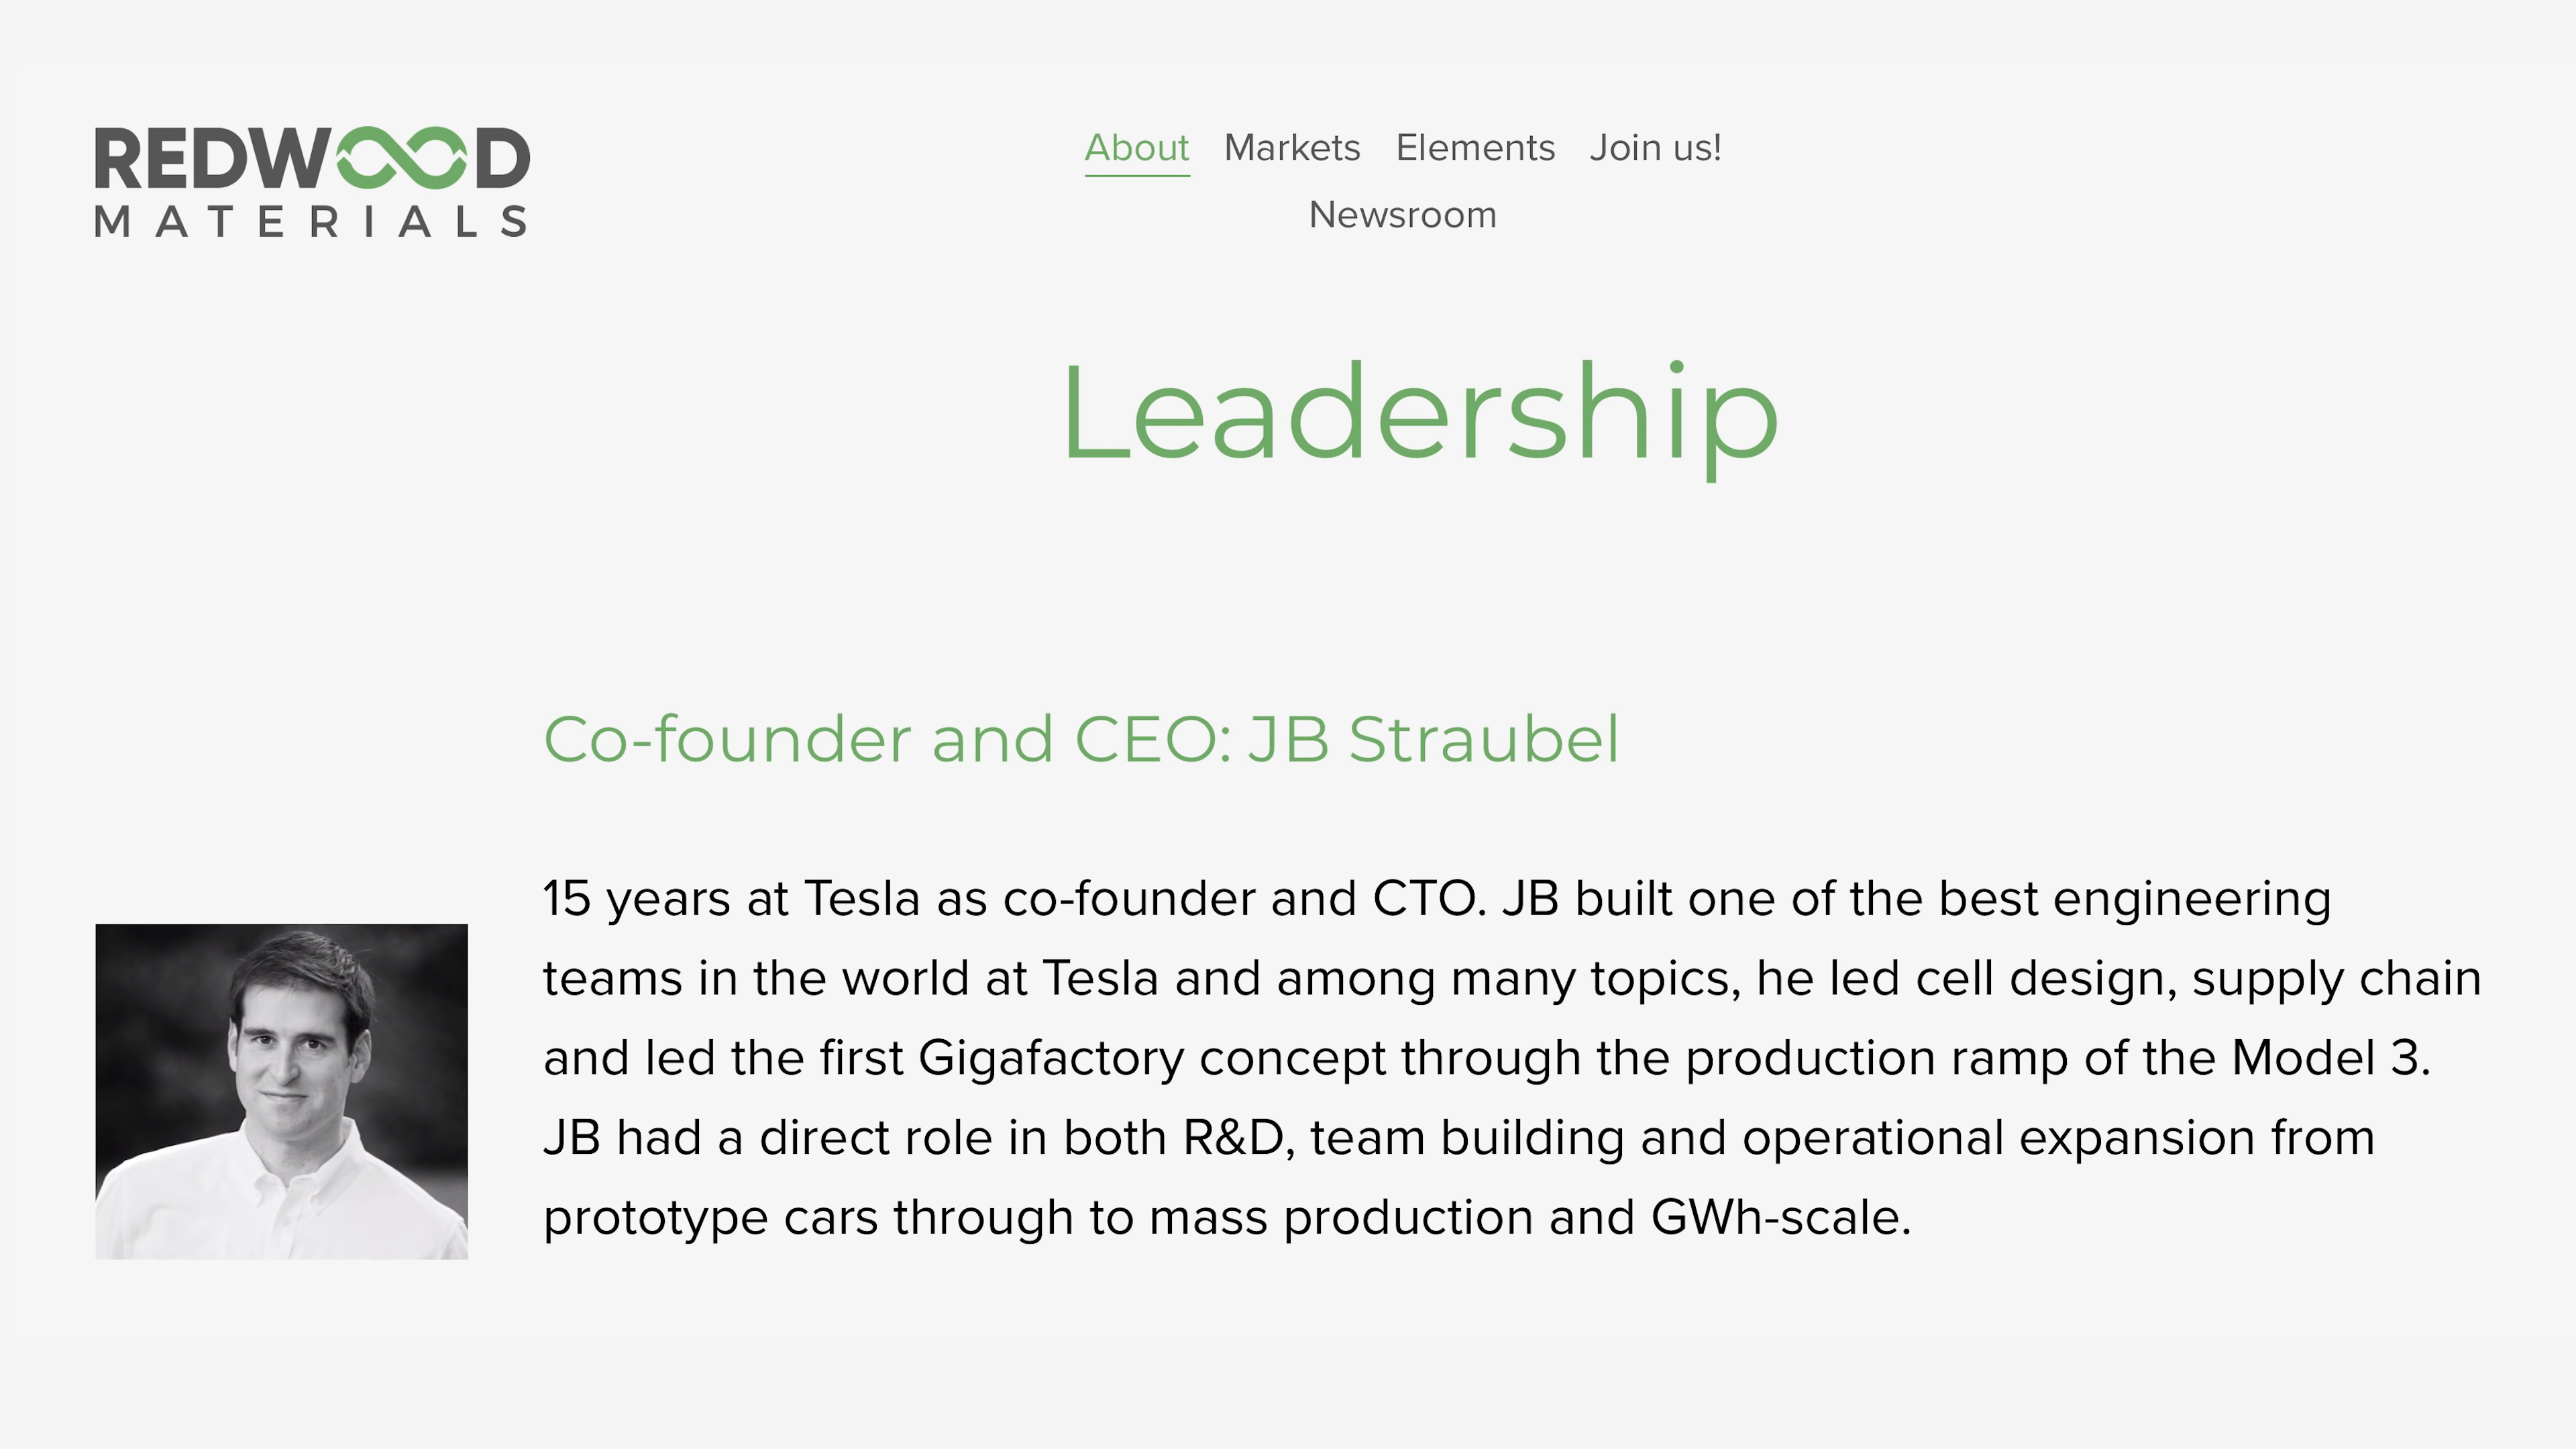 REDWOOD
MATERIALS
About Markets Elements Join us!
Newsroom
Leadership
Co-founder and CEO: JB Straubel
15 years at Tesla as co-founder and CTO. JB built one of the best engineering
teams in the world at Tesla and among many topics, he led cell design, supply chain
and led the first Gigafactory concept through the production ramp of the Model 3.
JB had a direct role in both R&D, team building and operational expansion from
prototype cars through to mass production and GWh-scale.